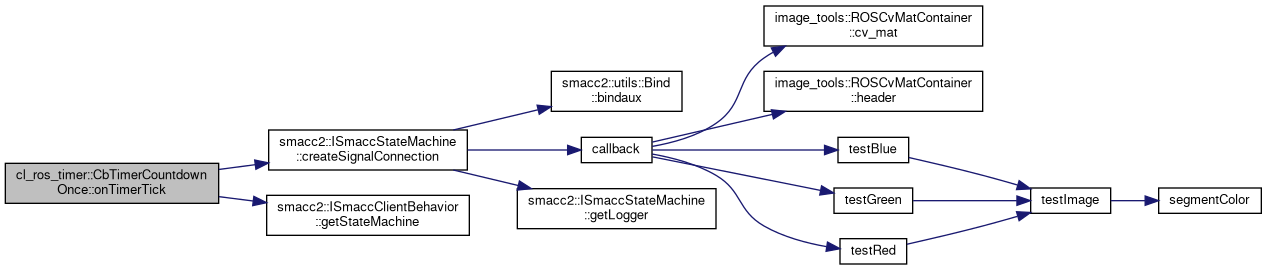 cl_ros_timer::CbTimerCountdown
Once::onTimerTick
smacc2::ISmaccStateMachine
::createSignalConnection
smacc2::ISmaccClientBehavior
::getStateMachine
smacc2::utils::Bind
::bindaux
callback
smacc2::ISmaccStateMachine
::getLogger
image_tools::ROSCvMatContainer
::cv_mat
image_tools::ROSCvMatContainer
::header
testBlue
testGreen
testRed
testImage
segmentColor